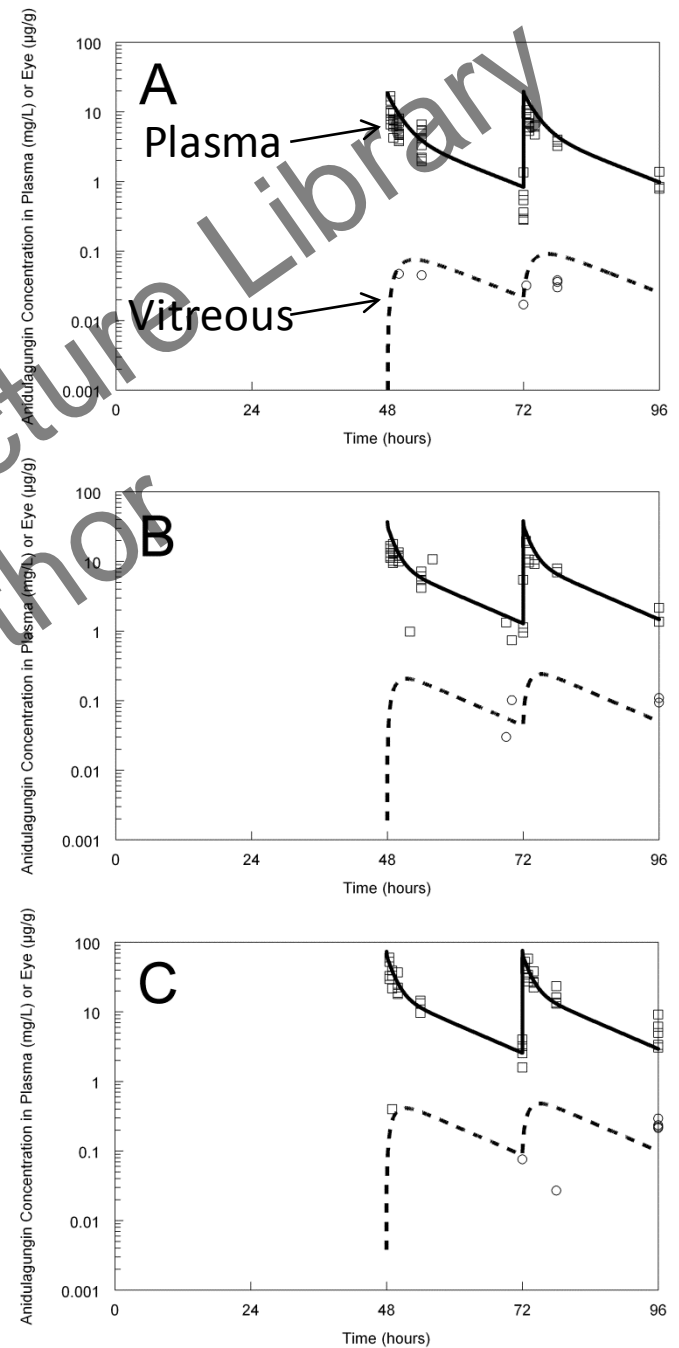 Anidulagungin Concentration in Plasma (mg/L) or Eye (µg/g)
100
10
1
0.1
0.01
0.001
A
Plasma
Vitreous
0 24 48 72 96
Time (hours)
Anidulagungin Concentration in Plasma (mg/L) or Eye (µg/g)
100
10
1
0.1
0.01
0.001
B
0 24 48 72 96
Time (hours)
Anidulagungin Concentration in Plasma (mg/L) or Eye (µg/g)
100
10
1
0.1
0.01
0.001
C
0 24 48 72 96
Time (hours)
cture Library
thor